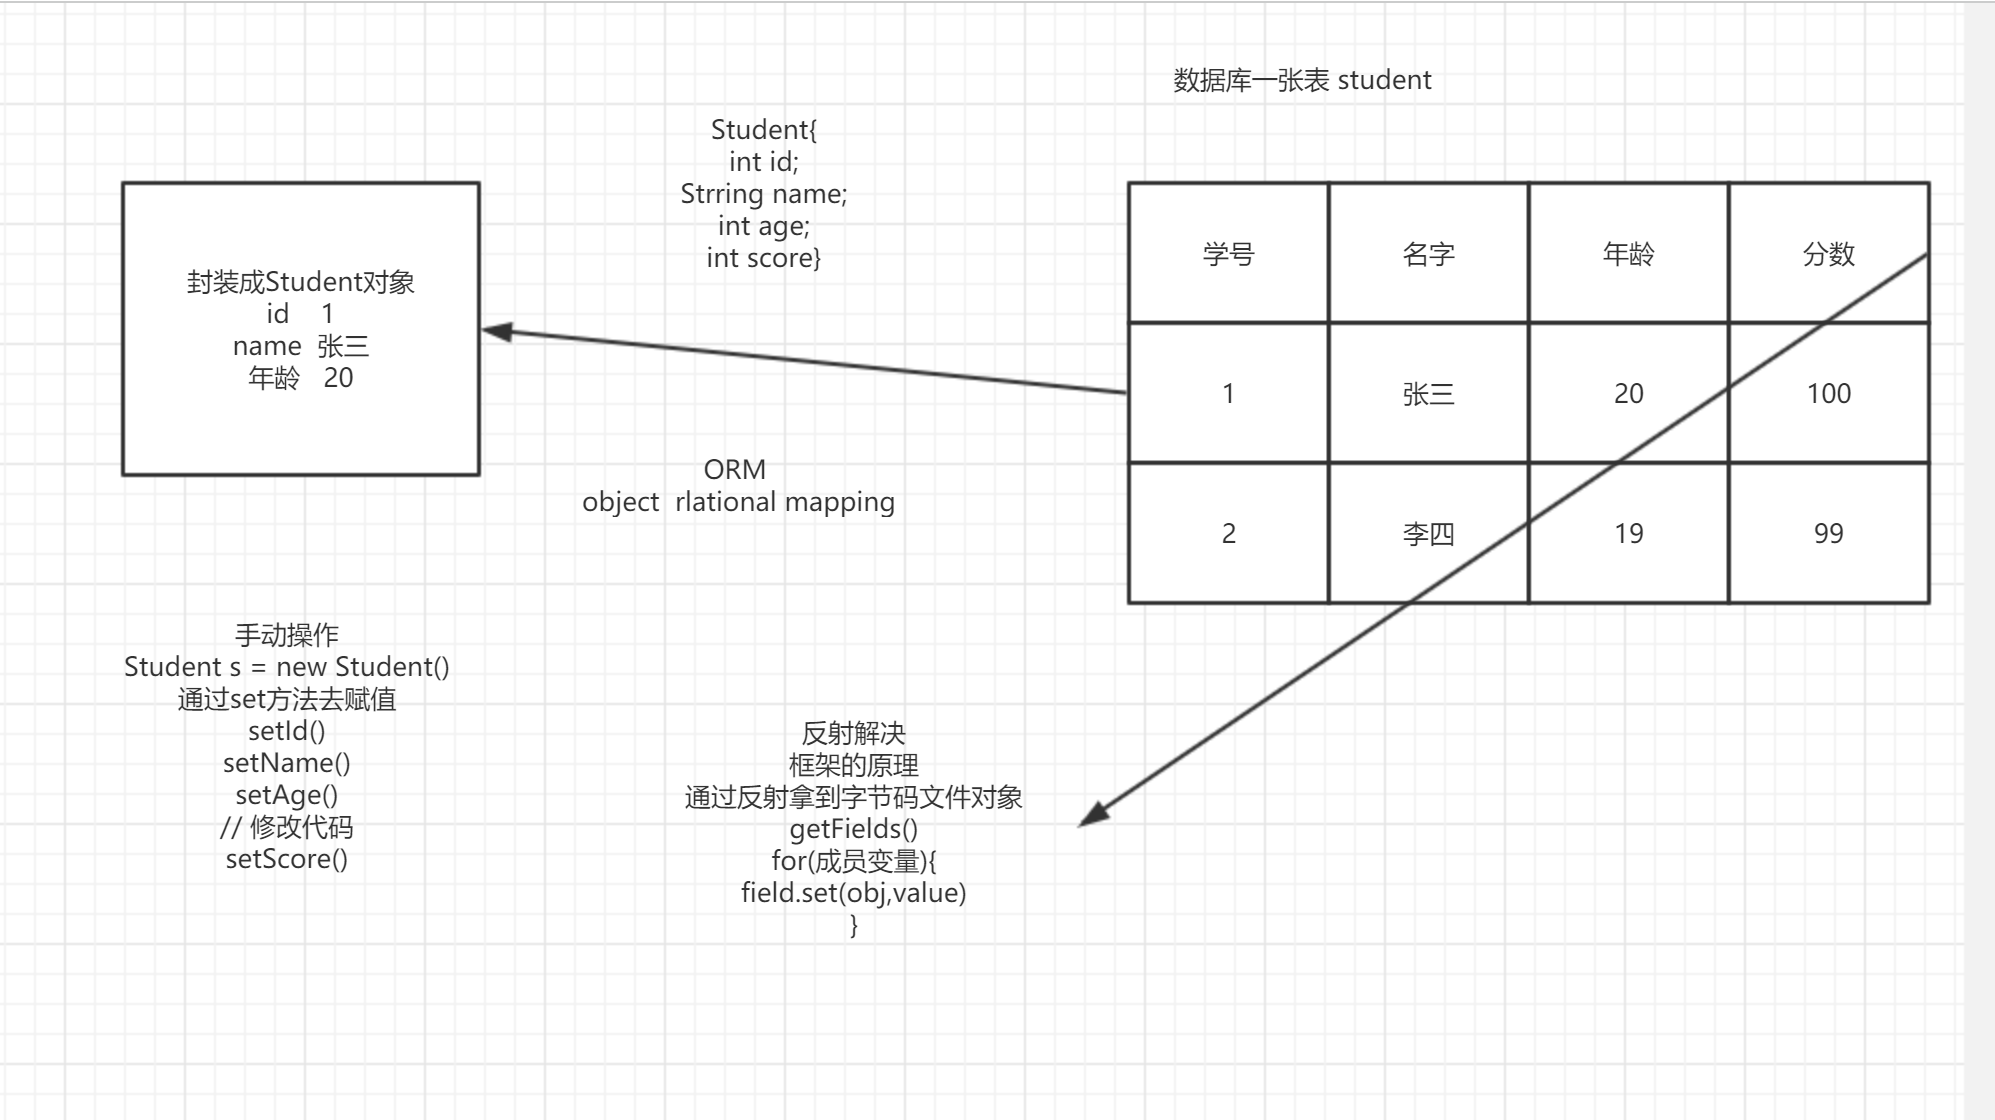 数据库一张表 student
Student{
int id;
Strring name;
int age;
int score}
封装成Student对象
id 1
name 张三
年龄 20
学号 名字 年龄 分数
1 张三 20 100
2 李四 19 99
ORM
object rlational mapping
手动操作
Student s = new Student()
通过set方法去赋值
setId()
setName()
setAge()
// 修改代码
setScore()
反射解决
框架的原理
通过反射拿到字节码文件对象
getFields()
for(成员变量){
field.set(obj,value)
}